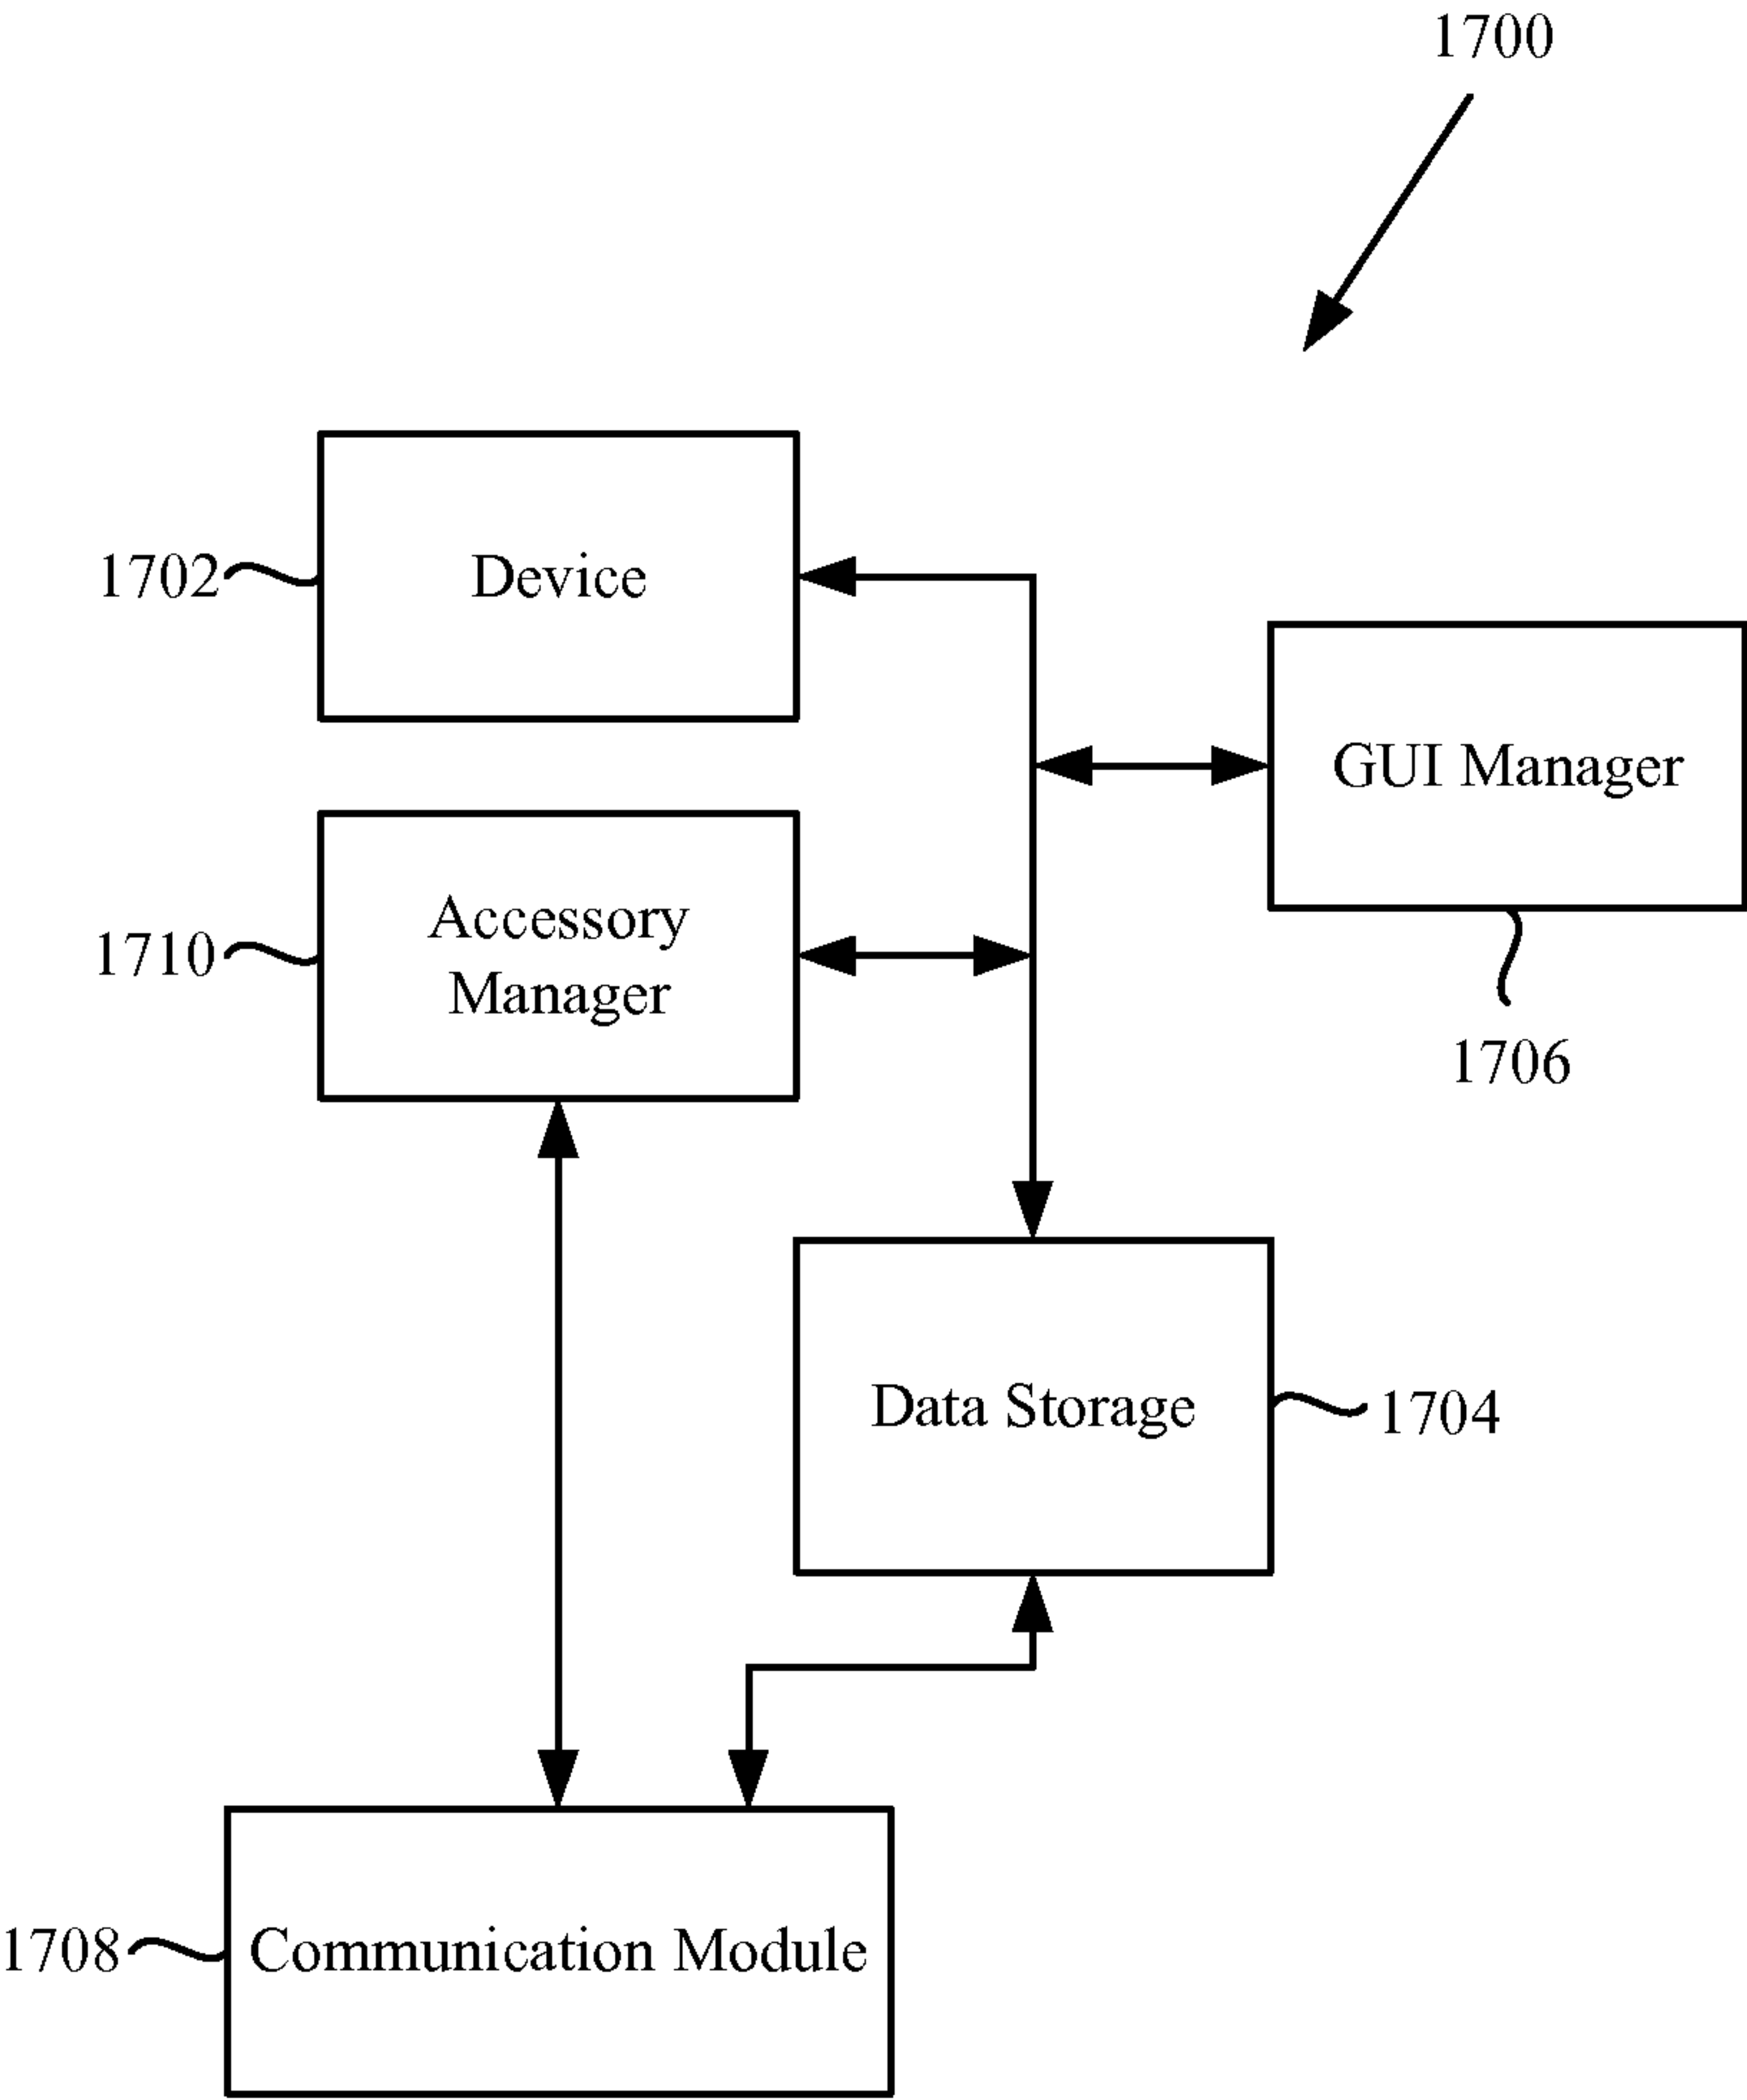 1700
1702
Device
GUI Manager
1710
Accessory
Manager
1706
Data Storage
1704
1708
Communication Module